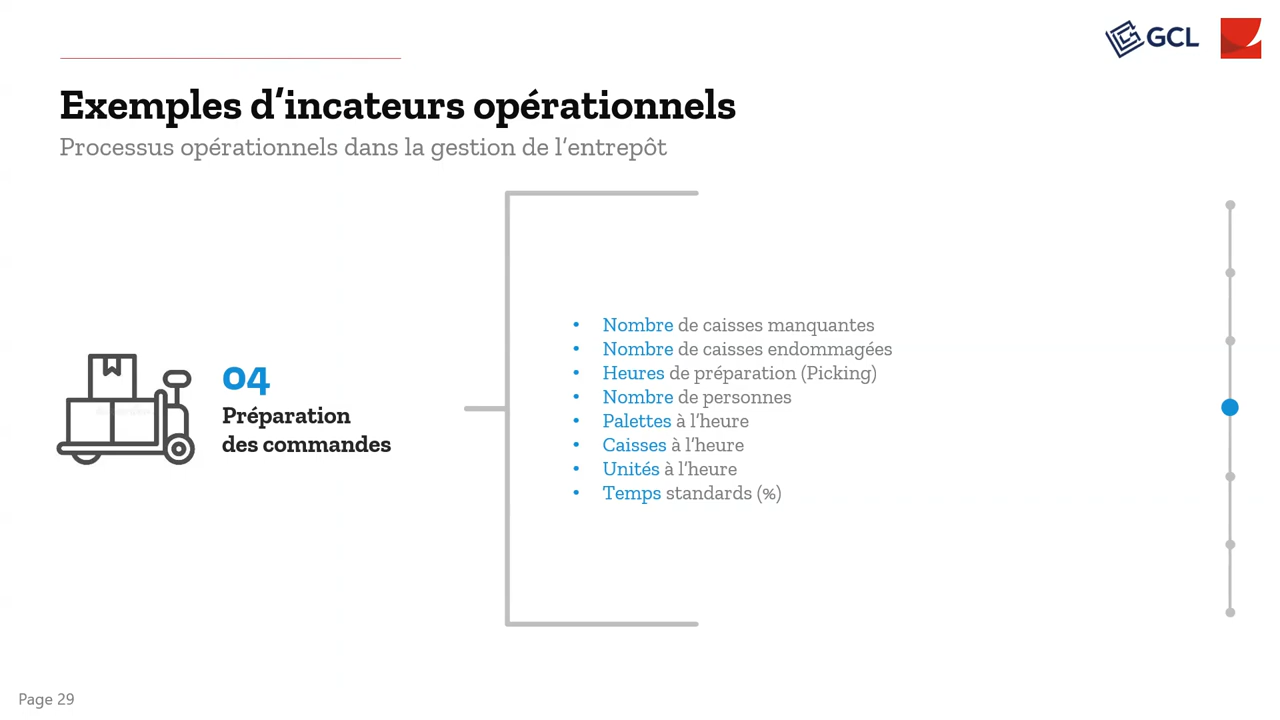 GCL
Exemples d’incateurs opérationnels
Processus opérationnels dans la gestion de l’entrepôt
04
Préparation
des commandes
• Nombre de caisses manquantes
• Nombre de caisses endommagées
• Heures de préparation (Picking)
• Nombre de personnes
• Palettes à l’heure
• Caisses à l’heure
• Unités à l’heure
• Temps standards (%)
Page 29